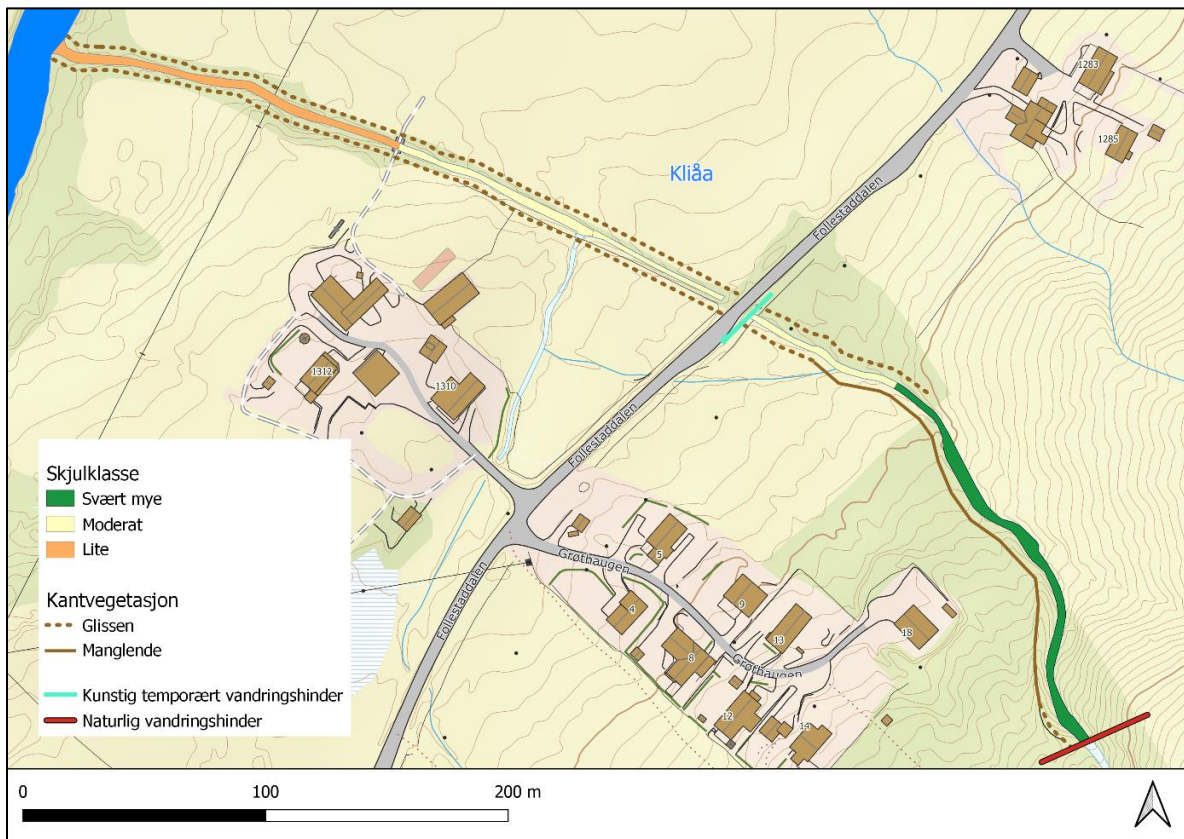 1283
1285
Kliåa
Follestaddalen
1312
1310
Follestaddalen
Skjulklasse
Svært mye
Moderat
Lite
Kantvegetasjon
Glissen
Manglende
Kunstig temporært vandringshinder
Naturlig vandringshinder
Follestaddalen
Grøthaugen
5
4
9
13
18
8
Grøthaugen
12
14
0
100
200 m